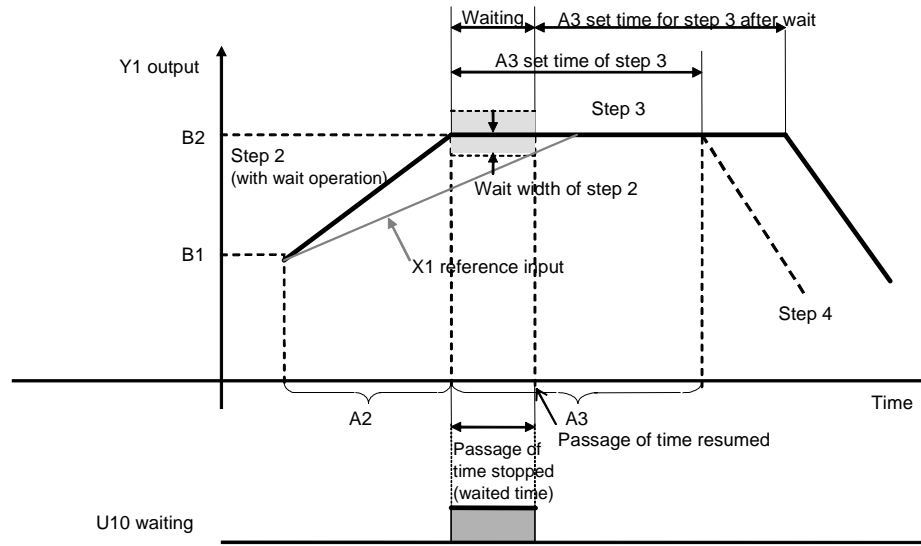 Waiting
A3 set time for step 3 after wait
Y1 output
A3 set time of step 3
Step 3
B2
Step 2
(with wait operation)
Wait width of step 2
B1
X1 reference input
Step 4
Time
A2
A3
Passage of time resumed
Passage of
time stopped
(waited time)
U10 waiting